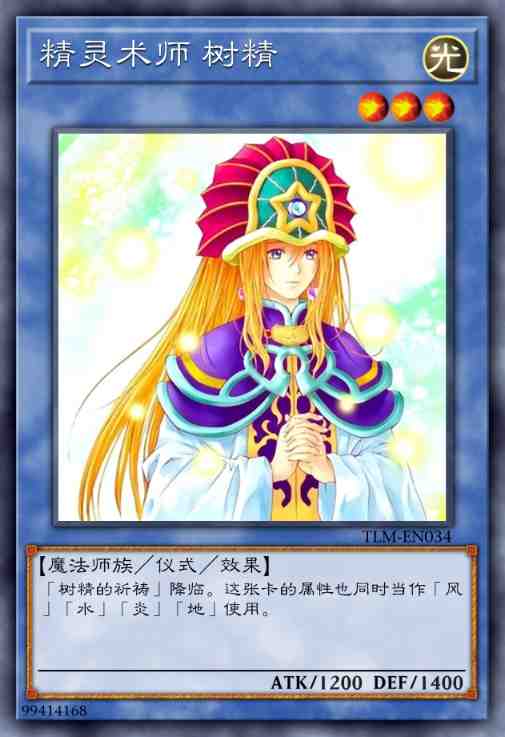 精灵术师 树精
光
TLM-EN034
【魔法师族／仪式／效果】
「树精的祈祷」降临。这张卡的属性也同时当作「风
」「水」「炎」「地」使用。
ATK/1200 DEF/1400
99414168